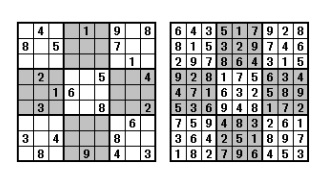 4 1 9 8
8 5 7
1
2 5 4
1 6
3 8 2
6
3 4 8
8 9 4 3
6 4 3 5 1 7 9 2 8
8 1 5 3 2 9 7 4 6
2 9 7 8 6 4 3 1 5
9 2 8 1 7 5 6 3 4
4 7 1 6 3 2 5 8 9
5 3 6 9 4 8 1 7 2
7 5 9 4 8 3 2 6 1
3 6 4 2 5 1 8 9 7
1 8 2 7 9 6 4 5 3